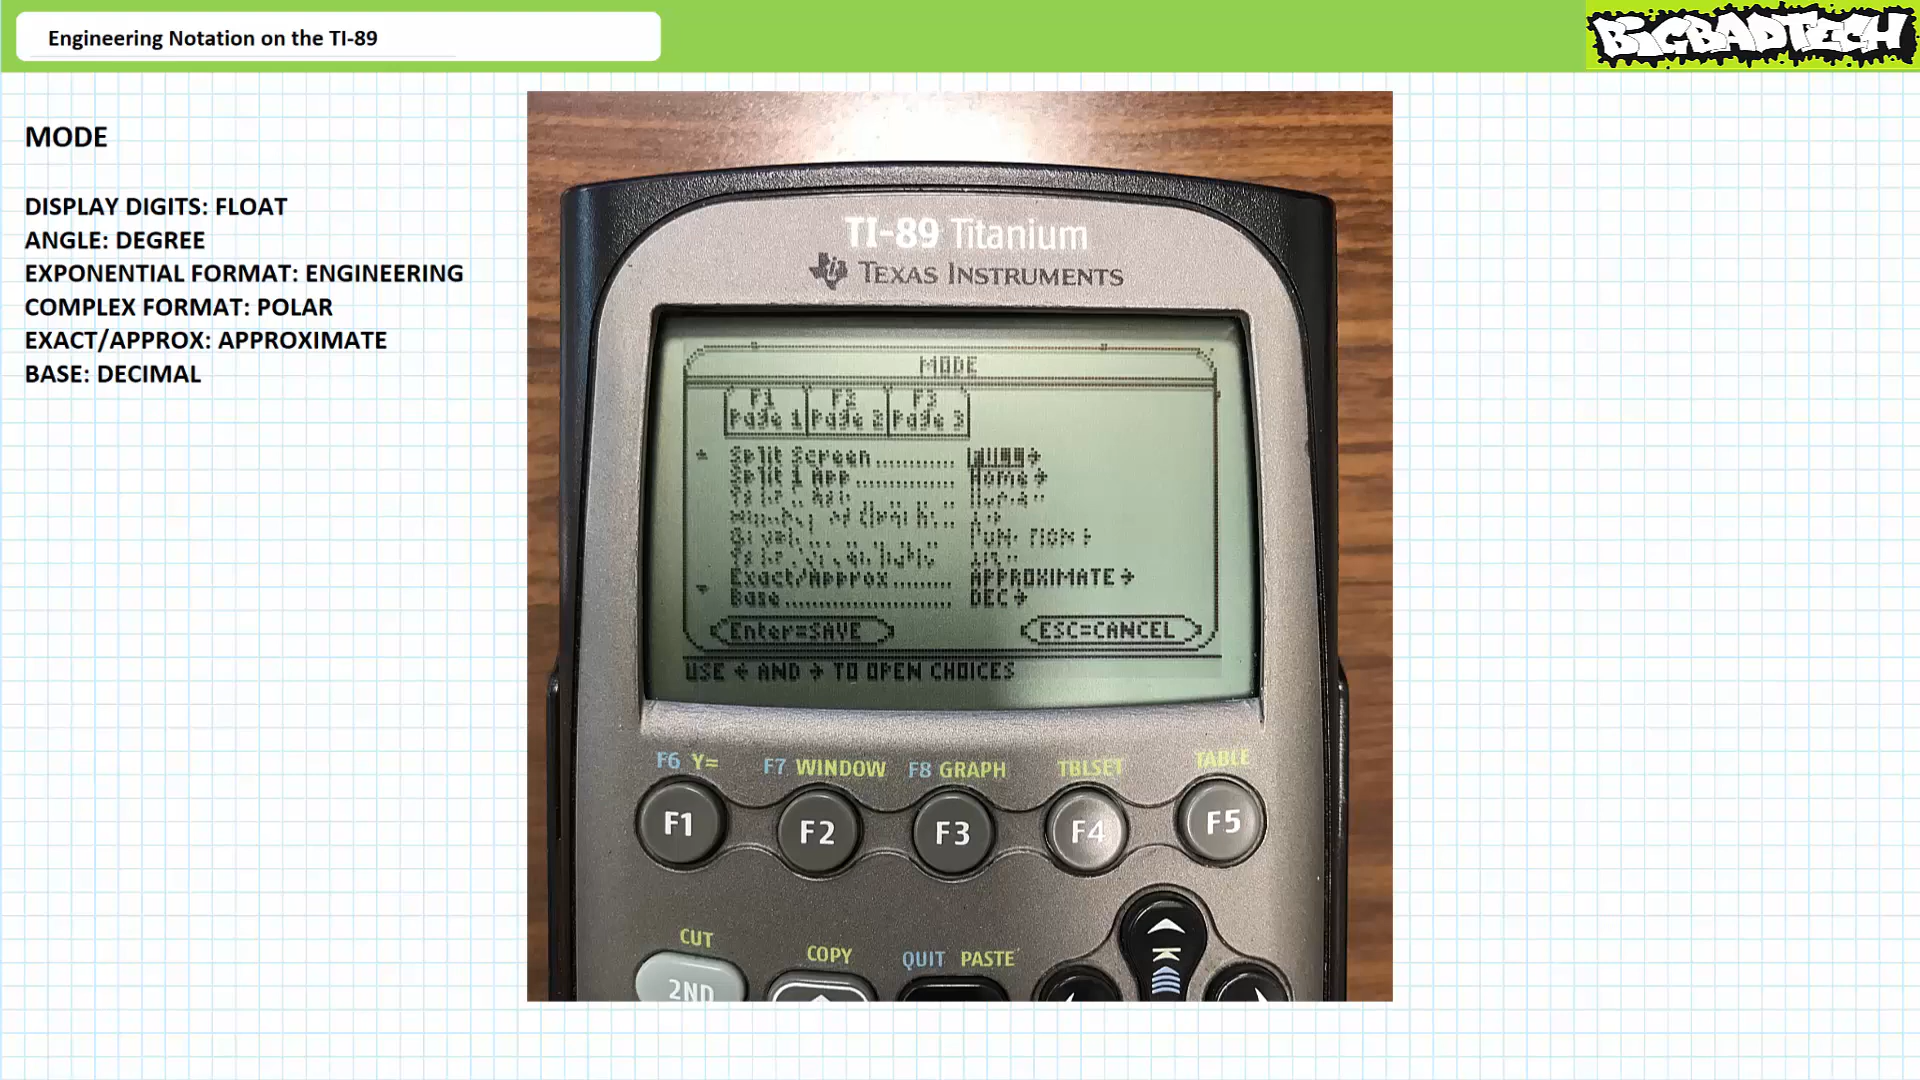 Engineering Notation on the TI-89
BIGBADTECH
MODE
DISPLAY DIGITS: FLOAT
ANGLE: DEGREE
EXPONENTIAL FORMAT: ENGINEERING
COMPLEX FORMAT: POLAR
EXACT/APPROX: APPROXIMATE
BASE: DECIMAL
TI-89 Titanium
TEXAS INSTRUMENTS
MODE
F1 F2 F3
Page 1 Page 2 Page 3
Split Screen............
Split 1 App............. Home→
Exact/Approx....... APPROXIMATE→
Base..................... DEC→
Enter=SAVE ESC=CANCEL
USE ← AND → TO OPEN CHOICES
F6 Y= F7 WINDOW F8 GRAPH TBLSET TABLE
F1 F2 F3 F4 F5
CUT COPY QUIT PASTE
2ND K